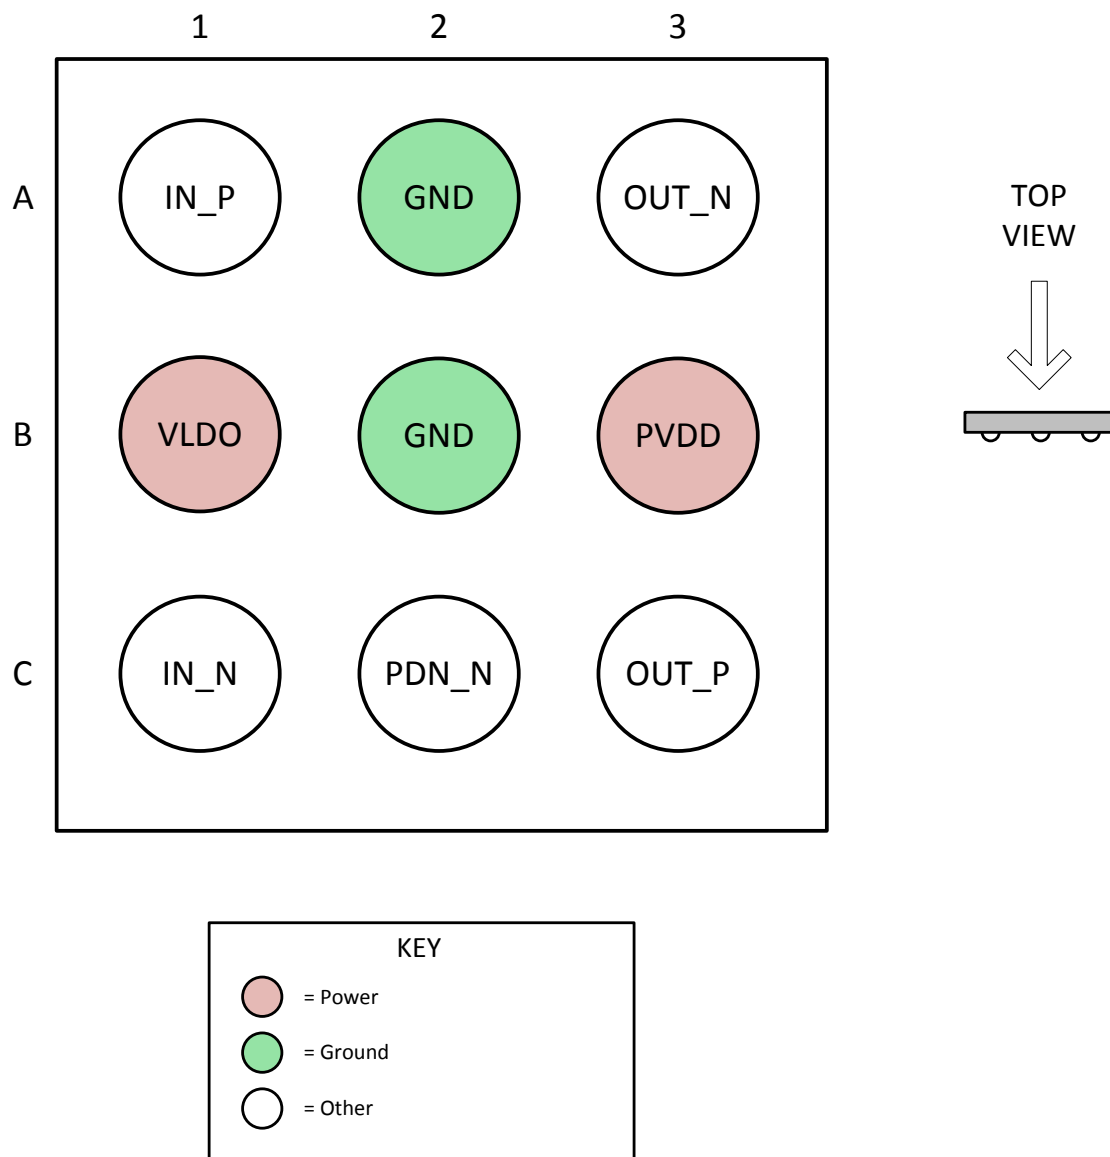 1 2 3
A IN_P GND OUT_N
TOP
VIEW
B VLDO GND PVDD
C IN_N PDN_N OUT_P
KEY
= Power
= Ground
= Other